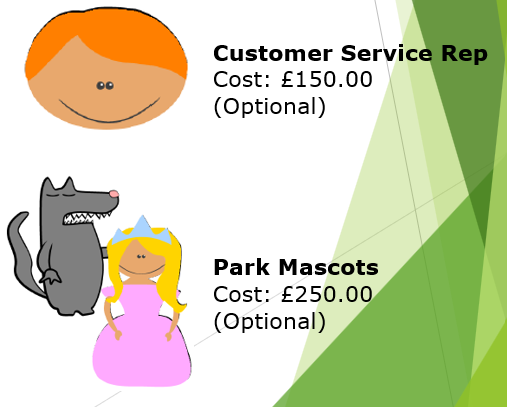 Customer Service Rep
Cost: £150.00
(Optional)
Park Mascots
Cost: £250.00
(Optional)